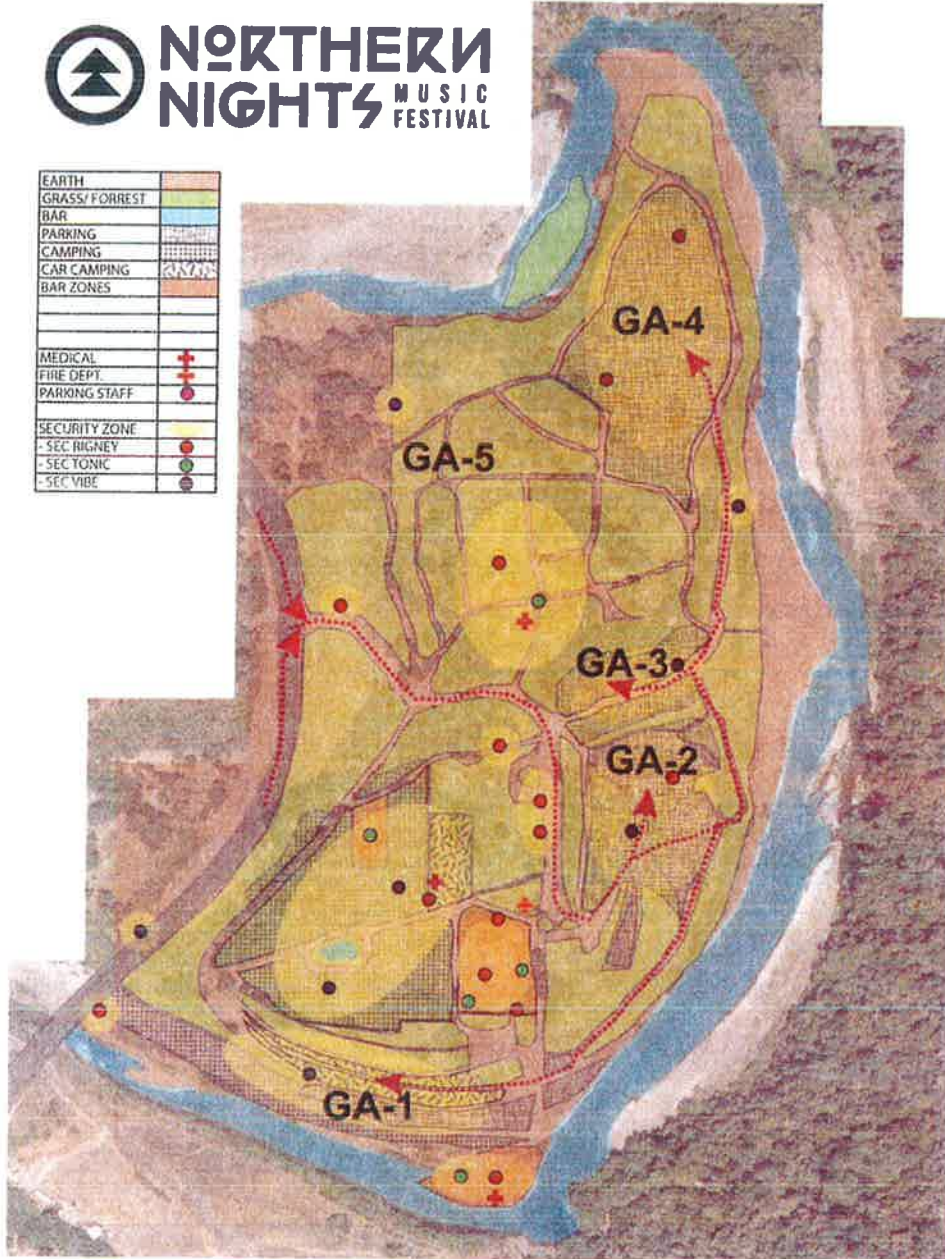 NORTHERN
NIGHTS MUSIC
FESTIVAL
EARTH
GRASS/ FORREST
BAR
PARKING
CAMPING
CAR CAMPING
BAR ZONES
MEDICAL
FIRE DEPT.
PARKING STAFF
SECURITY ZONE
- SEC RIGNEY
- SEC TONIC
- SEC VIBE
GA-4
GA-5
GA-3
GA-2
GA-1